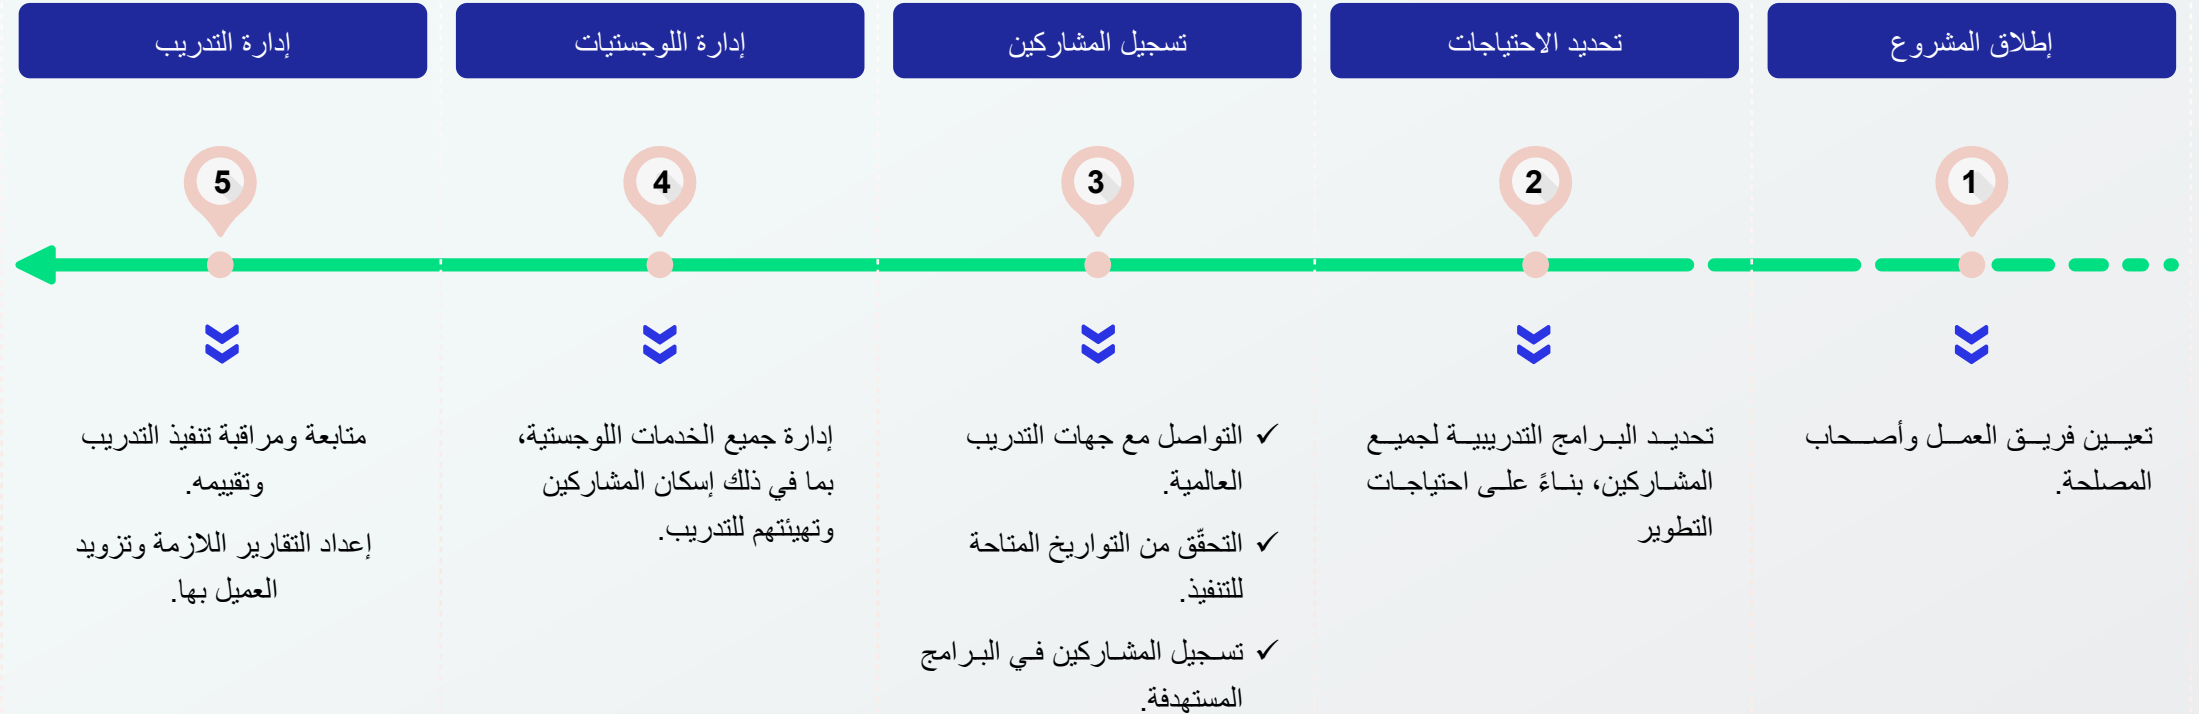 إطلاق المشروع
1
تعيين فريق العمل وأصحاب
المصلحة.
تحديد الاحتياجات
2
تحديد البرامج التدريبية لجميع
المشاركين، بناءً على احتياجات
التطوير
تسجيل المشاركين
3
✓ التواصل مع جهات التدريب
العالمية.
✓ التحقّق من التواريخ المتاحة
للتنفيذ.
✓ تسجيل المشاركين في البرامج
المستهدفة.
إدارة اللوجستيات
4
إدارة جميع الخدمات اللوجستية،
بما في ذلك إسكان المشاركين
وتهيئتهم للتدريب.
إدارة التدريب
5
متابعة ومراقبة تنفيذ التدريب
وتقييمه.
إعداد التقارير اللازمة وتزويد
العميل بها.